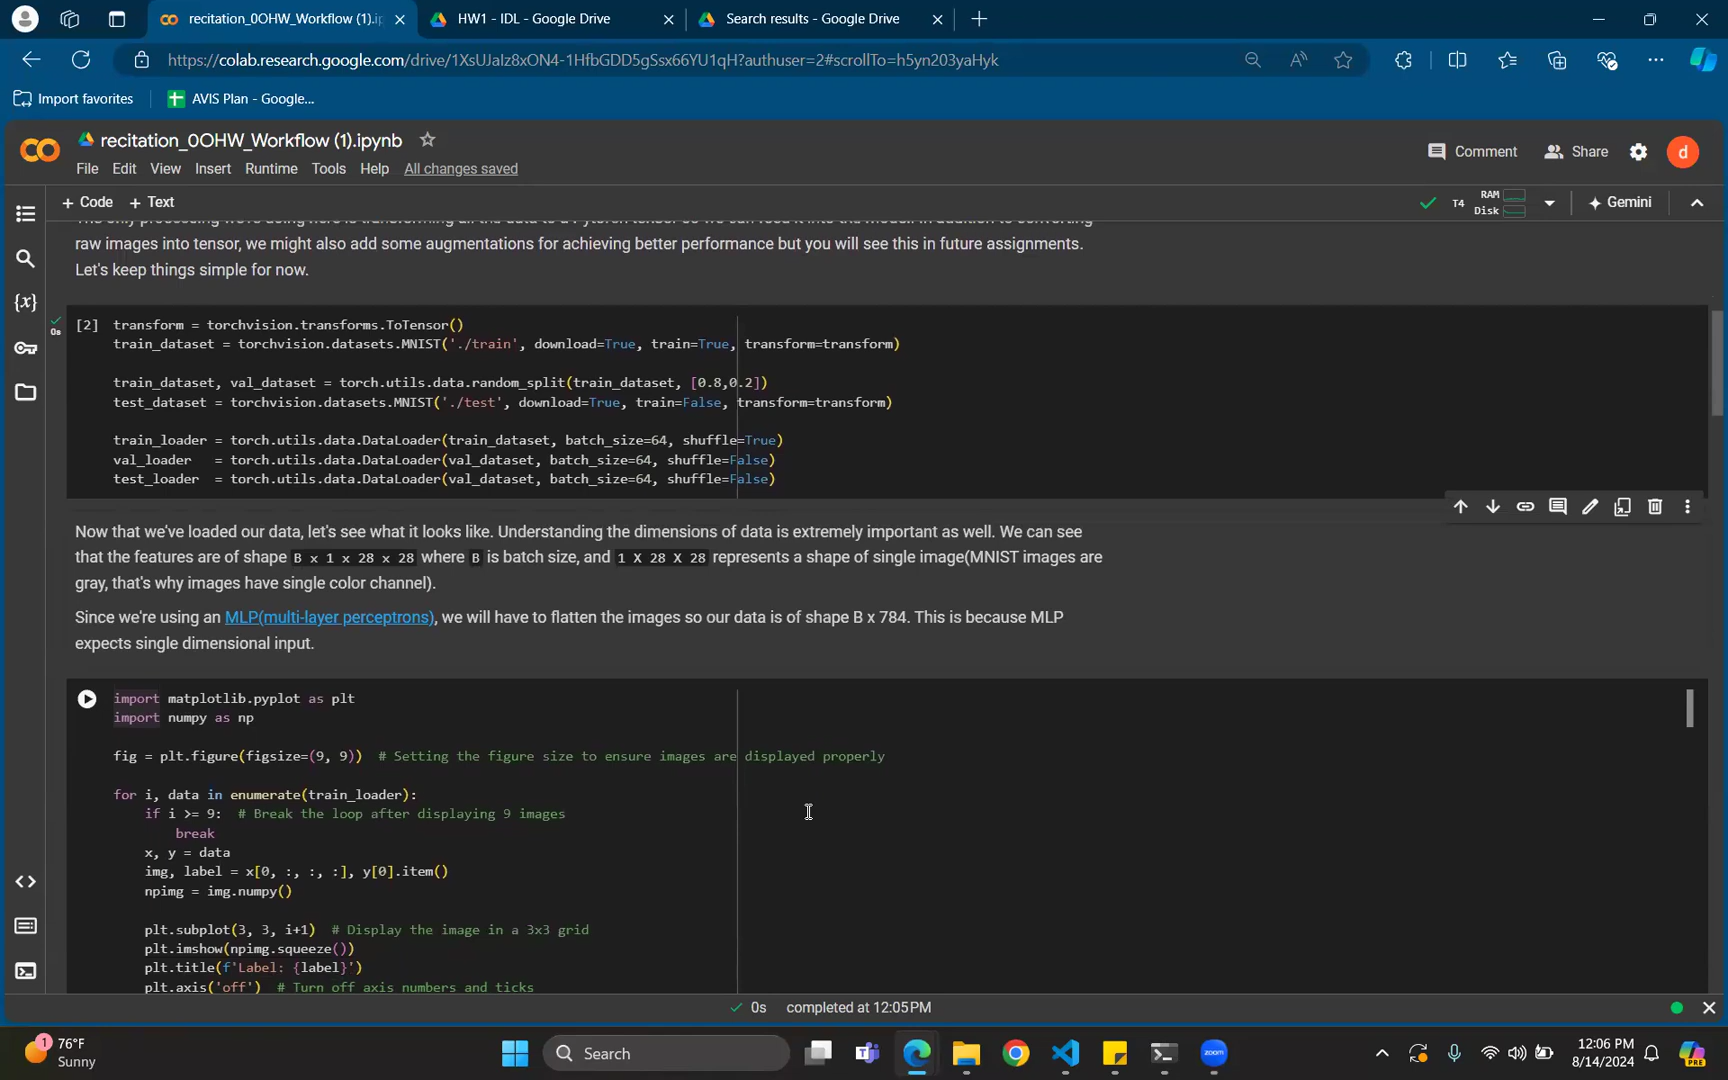 recitation_0OHW_Workflow (1).ip
HW1 - IDL - Google Drive
Search results - Google Drive
https://colab.research.google.com/drive/1XsUJaIz8xON4-1HfbGDD5gSsx66YU1qH?authuser=2#scrollTo=h5yn203yaHyk
Import favorites
AVIS Plan - Google...
recitation_0OHW_Workflow (1).ipynb
Comment
Share
d
File Edit View Insert Runtime Tools Help All changes saved
+ Code + Text
T4
RAM
Disk
Gemini
raw images into tensor, we might also add some augmentations for achieving better performance but you will see this in future assignments.
Let's keep things simple for now.
[2]
0s
transform = torchvision.transforms.ToTensor()
train_dataset = torchvision.datasets.MNIST('./train', download=True, train=True, transform=transform)
train_dataset, val_dataset = torch.utils.data.random_split(train_dataset, [0.8,0.2])
test_dataset = torchvision.datasets.MNIST('./test', download=True, train=False, transform=transform)
train_loader = torch.utils.data.DataLoader(train_dataset, batch_size=64, shuffle=True)
val_loader   = torch.utils.data.DataLoader(val_dataset, batch_size=64, shuffle=False)
test_loader  = torch.utils.data.DataLoader(val_dataset, batch_size=64, shuffle=False)
Now that we've loaded our data, let's see what it looks like. Understanding the dimensions of data is extremely important as well. We can see
that the features are of shape B x 1 x 28 x 28 where B is batch size, and 1 X 28 X 28 represents a shape of single image(MNIST images are
gray, that's why images have single color channel).
Since we're using an MLP(multi-layer perceptrons), we will have to flatten the images so our data is of shape B x 784. This is because MLP
expects single dimensional input.
import matplotlib.pyplot as plt
import numpy as np
fig = plt.figure(figsize=(9, 9))  # Setting the figure size to ensure images are displayed properly
for i, data in enumerate(train_loader):
    if i >= 9:  # Break the loop after displaying 9 images
        break
    x, y = data
    img, label = x[0, :, :, :], y[0].item()
    npimg = img.numpy()
    plt.subplot(3, 3, i+1)  # Display the image in a 3x3 grid
    plt.imshow(npimg.squeeze())
    plt.title(f'Label: {label}')
    plt.axis('off')  # Turn off axis numbers and ticks
0s completed at 12:05 PM
1
76°F
Sunny
Search
zoom
12:06 PM
8/14/2024
PRE